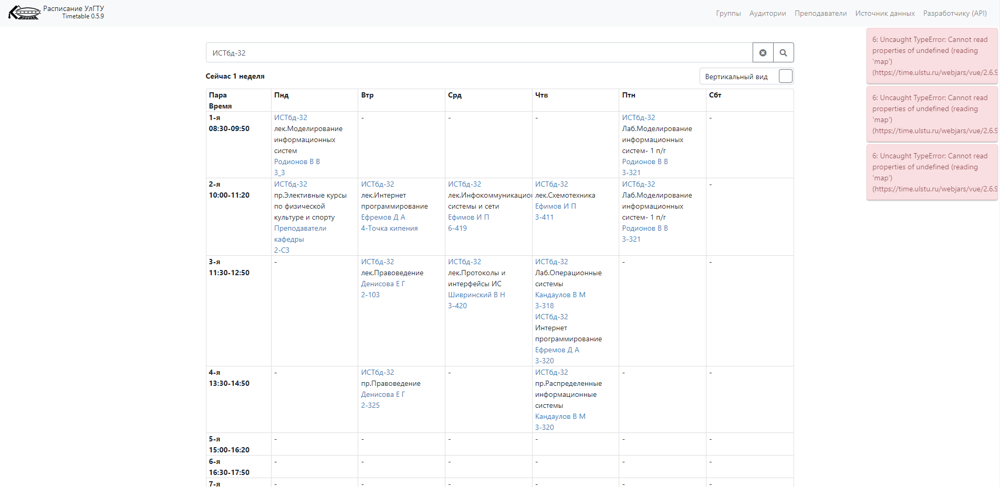 Расписание УлГТУ
Timetable 0.5.9
Группы Аудитории Преподаватели Источник данных Разработчику (API)
ИСТбд-32
Сейчас 1 неделя
Вертикальный вид
Пара
Время
Пнд
Втр
Срд
Чтв
Птн
Сбт
1-я
08:30-09:50
ИСТбд-32
лек.Моделирование
информационных
систем
Родионов В В
3_3
-
-
-
ИСТбд-32
Лаб.Моделирование
информационных
систем- 1 п/г
Родионов В В
3-321
-
2-я
10:00-11:20
ИСТбд-32
пр.Элективные курсы
по физической
культуре и спорту
Преподаватели
кафедры
2-СЗ
ИСТбд-32
лек.Интернет
программирование
Ефремов Д А
4-Точка кипения
ИСТбд-32
лек.Инфокоммуникацион
системы и сети
Ефимов И П
6-419
ИСТбд-32
лек.Схемотехника
Ефимов И П
3-411
ИСТбд-32
Лаб.Моделирование
информационных
систем- 1 п/г
Родионов В В
3-321
-
3-я
11:30-12:50
-
ИСТбд-32
лек.Правоведение
Денисова Е Г
2-103
ИСТбд-32
лек.Протоколы и
интерфейсы ИС
Шивринский В Н
3-420
ИСТбд-32
Лаб.Операционные
системы
Кандаулов В М
3-318
ИСТбд-32
Интернет
программирование
Ефремов Д А
3-320
-
-
4-я
13:30-14:50
-
ИСТбд-32
пр.Правоведение
Денисова Е Г
2-325
-
ИСТбд-32
пр.Распределенные
информационные
системы
Кандаулов В М
3-320
-
-
5-я
15:00-16:20
-
-
-
-
-
-
6-я
16:30-17:50
-
-
-
-
-
-
7-я
-
-
-
-
-
-
6: Uncaught TypeError: Cannot read
properties of undefined (reading
'map')
(https://time.ulstu.ru/webjars/vue/2.6.9
6: Uncaught TypeError: Cannot read
properties of undefined (reading
'map')
(https://time.ulstu.ru/webjars/vue/2.6.9
6: Uncaught TypeError: Cannot read
properties of undefined (reading
'map')
(https://time.ulstu.ru/webjars/vue/2.6.9